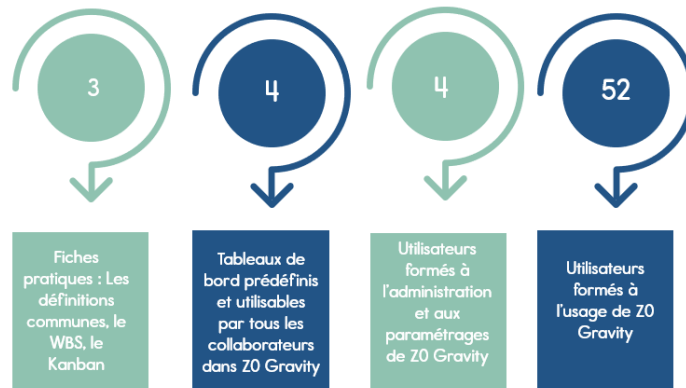 3
Fiches
pratiques : Les
définitions
communes, le
WBS, le
Kanban
4
Tableaux de
bord prédéfinis
et utilisables
par tous les
collaborateurs
dans Z0 Gravity
4
Utilisateurs
formés à
l'administration
et aux
paramétrages
de Z0 Gravity
52
Utilisateurs
formés à
l'usage de Z0
Gravity